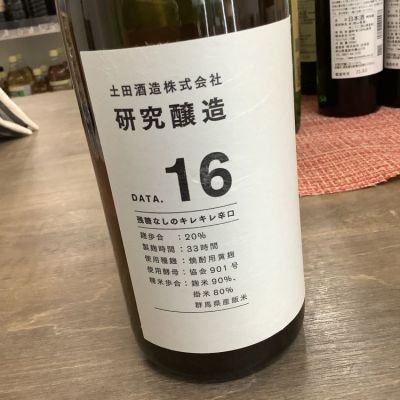 土田酒造株式会社
研究醸造
DATA. 16
残糖なしのキレキレ辛口
麹歩合 : 20%
製麹時間 : 33時間
使用種麹 : 焼酎用黄麹
使用酵母 : 協会901号
精米歩合 : 麹米90%、
掛米80%
群馬県産飯米
日本酒